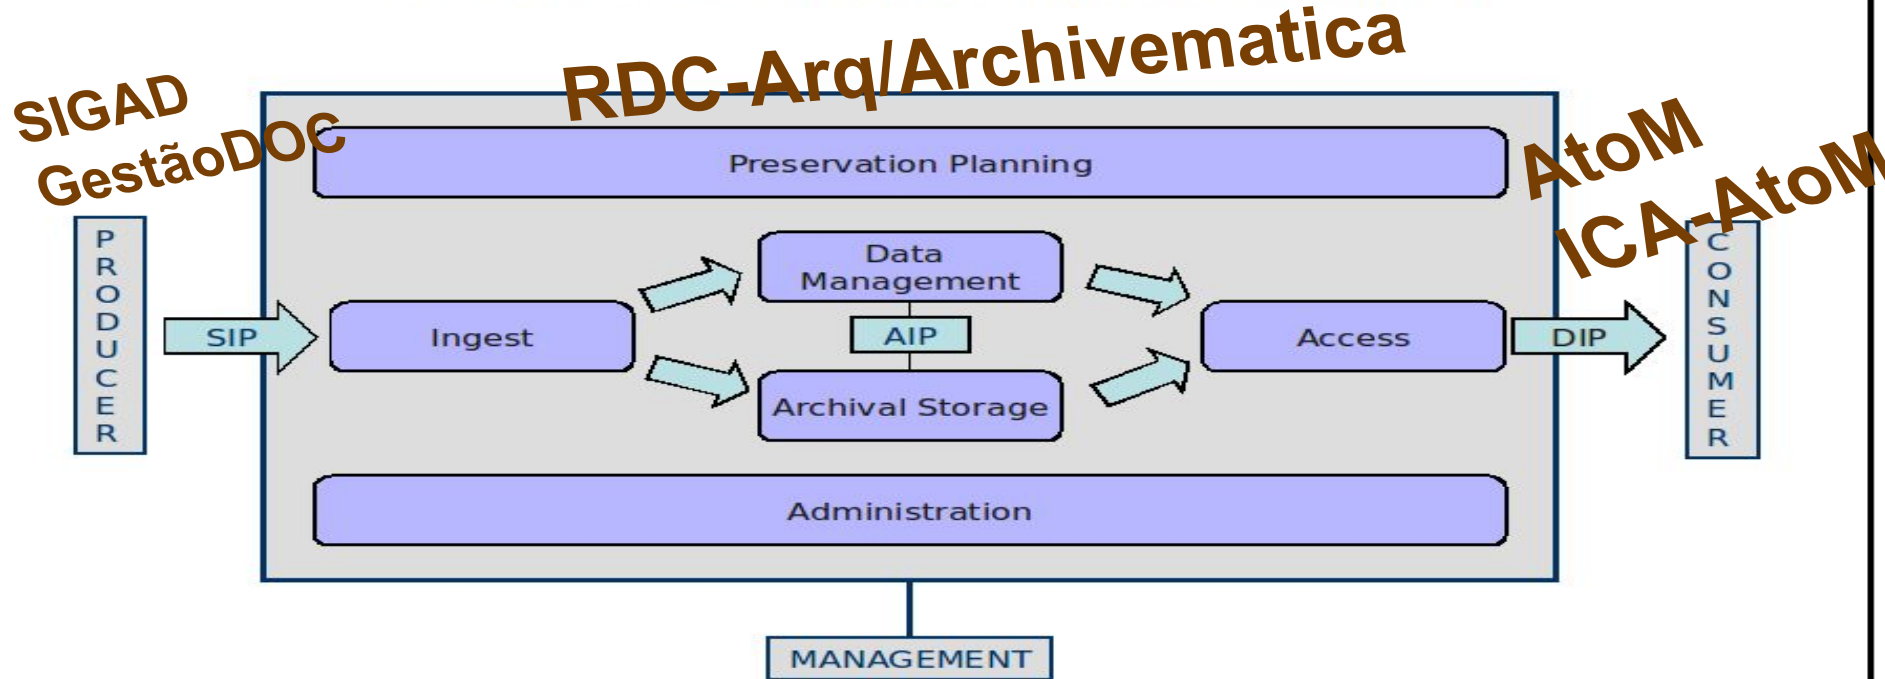 RDC-Arq/Archivematica
SIGAD
GestãoDOC
AtoM
ICA-AtoM
Preservation Planning
PRODUCER
SIP
Ingest
Data
Management
AIP
Archival Storage
Access
DIP
CONSUMER
Administration
MANAGEMENT